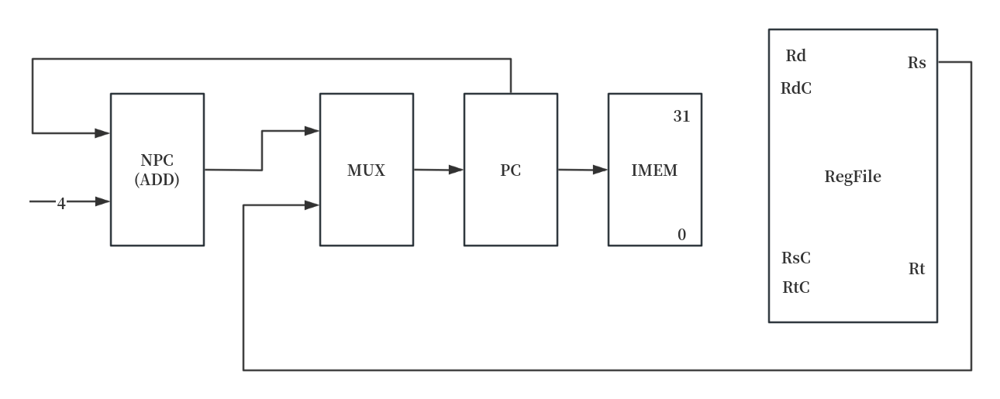 NPC
(ADD)
4
MUX
PC
31
IMEM
0
Rd
RdC
Rs
RegFile
RsC
RtC
Rt